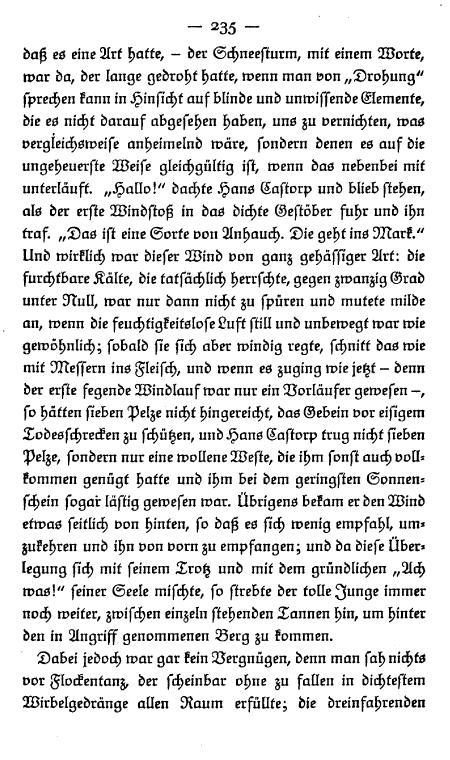 — 235 —
daß es eine Art hatte, – der Schneesturm, mit einem Worte,
war da, der lange gedroht hatte, wenn man von „Drohung“
sprechen kann in Hinsicht auf blinde und unwissende Elemente,
die es nicht darauf abgesehen haben, uns zu vernichten, was
vergleichsweise anheimelnd wäre, sondern denen es auf die
ungeheuerste Weise gleichgültig ist, wenn das nebenbei mit
unterläuft. „Hallo!“ dachte Hans Castorp und blieb stehen,
als der erste Windstoß in das dichte Gestöber fuhr und ihn
traf. „Das ist eine Sorte von Anhauch. Die geht ins Mark.“
Und wirklich war dieser Wind von ganz gehässiger Art: die
furchtbare Kälte, die tatsächlich herrschte, gegen zwanzig Grad
unter Null, war nur dann nicht zu spüren und mutete milde
an, wenn die feuchtigkeitslose Luft still und unbewegt war wie
gewöhnlich; sobald sie sich aber windig regte, schnitt das wie
mit Messern ins Fleisch, und wenn es zuging wie jetzt – denn
der erste fegende Windlauf war nur ein Vorläufer gewesen –,
so hätten sieben Pelze nicht hingereicht, das Gebein vor eisigem
Todesschrecken zu schützen, und Hans Castorp trug nicht sieben
Pelze, sondern nur eine wollene Weste, die ihm sonst auch voll-
kommen genügt hatte und ihm bei dem geringsten Sonnen-
schein sogar lästig gewesen war. Übrigens bekam er den Wind
etwas seitlich von hinten, so daß es sich wenig empfahl, um-
zukehren und ihn von vorn zu empfangen; und da diese Über-
legung sich mit seinem Trotz und mit dem gründlichen „Ach
was!“ seiner Seele mischte, so strebte der tolle Junge immer
noch weiter, zwischen einzeln stehenden Tannen hin, um hinter
den in Angriff genommenen Berg zu kommen.
Dabei jedoch war gar kein Vergnügen, denn man sah nichts
vor Flockentanz, der scheinbar ohne zu fallen in dichtestem
Wirbelgedränge allen Raum erfüllte; die dreinfahrenden